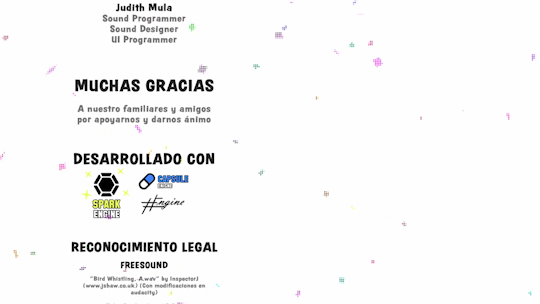 Judith Mula
Sound Programmer
Sound Designer
UI Programmer
MUCHAS GRACIAS
A nuestro familiares y amigos
por apoyarnos y darnos ánimo
DESARROLLADO CON
SPARK
ENGINE
CAPSULE
ENGINE
#Engine
RECONOCIMIENTO LEGAL
FREESOUND
"Bird Whistling, A.wav" by InspectorJ
(www.jshaw.co.uk) (Con modificaciones en
audacity)